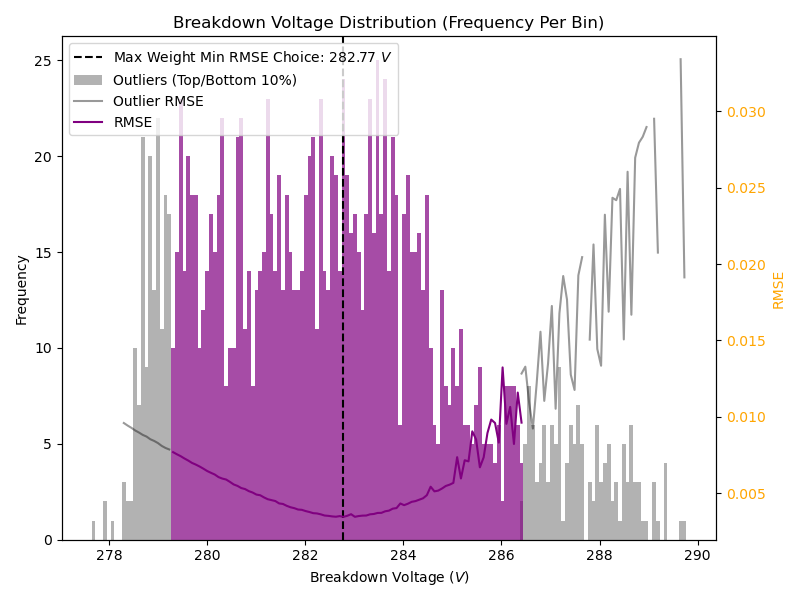 Breakdown Voltage Distribution (Frequency Per Bin)
Max Weight Min RMSE Choice: 282.77 V
Outliers (Top/Bottom 10%)
Outlier RMSE
RMSE
Frequency
25
20
15
10
5
0
278
280
282
284
286
288
290
Breakdown Voltage (V)
0.030
0.025
0.020
0.015
0.010
0.005
RMSE